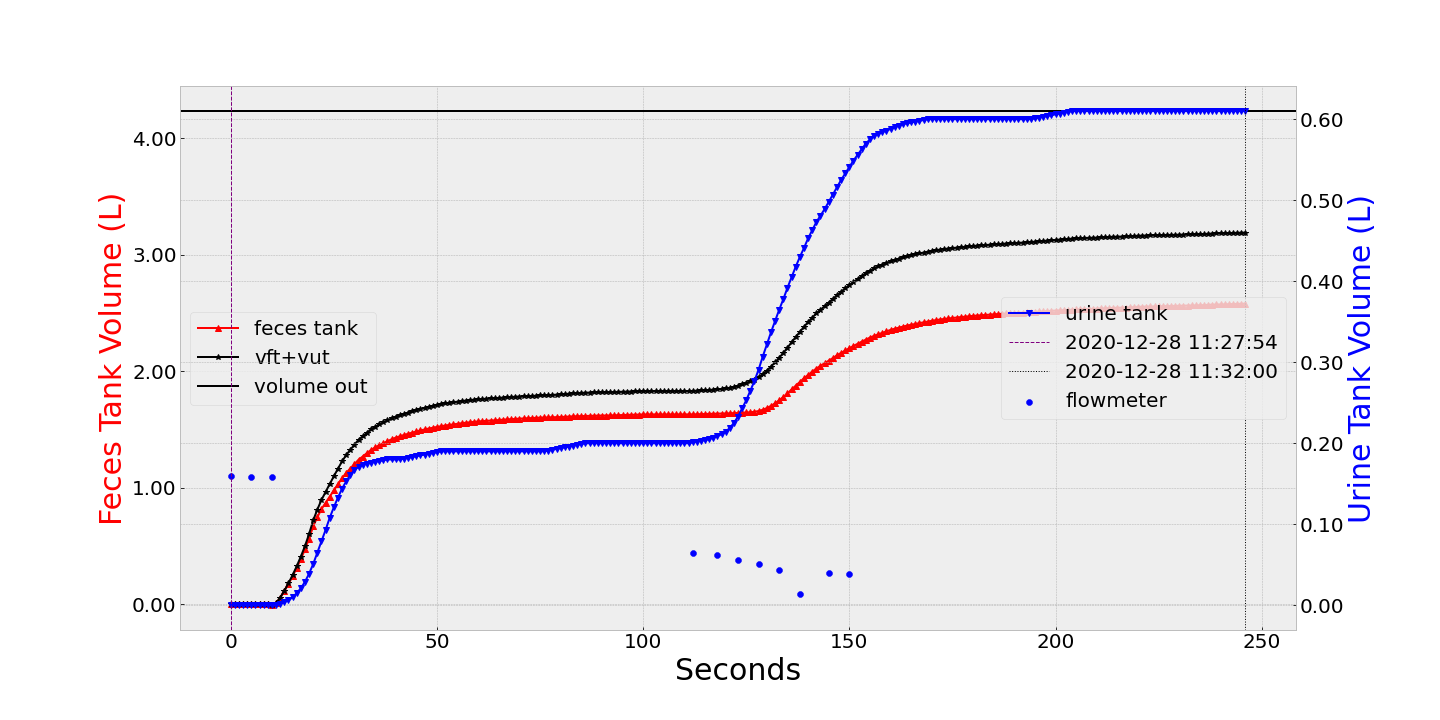 Feces Tank Volume (L)
4.00
3.00
2.00
1.00
0.00
feces tank
vft+vut
volume out
urine tank
2020-12-28 11:27:54
2020-12-28 11:32:00
flowmeter
0.60
0.50
0.40
0.30
0.20
0.10
0.00
Urine Tank Volume (L)
0 50 100 150 200 250
Seconds